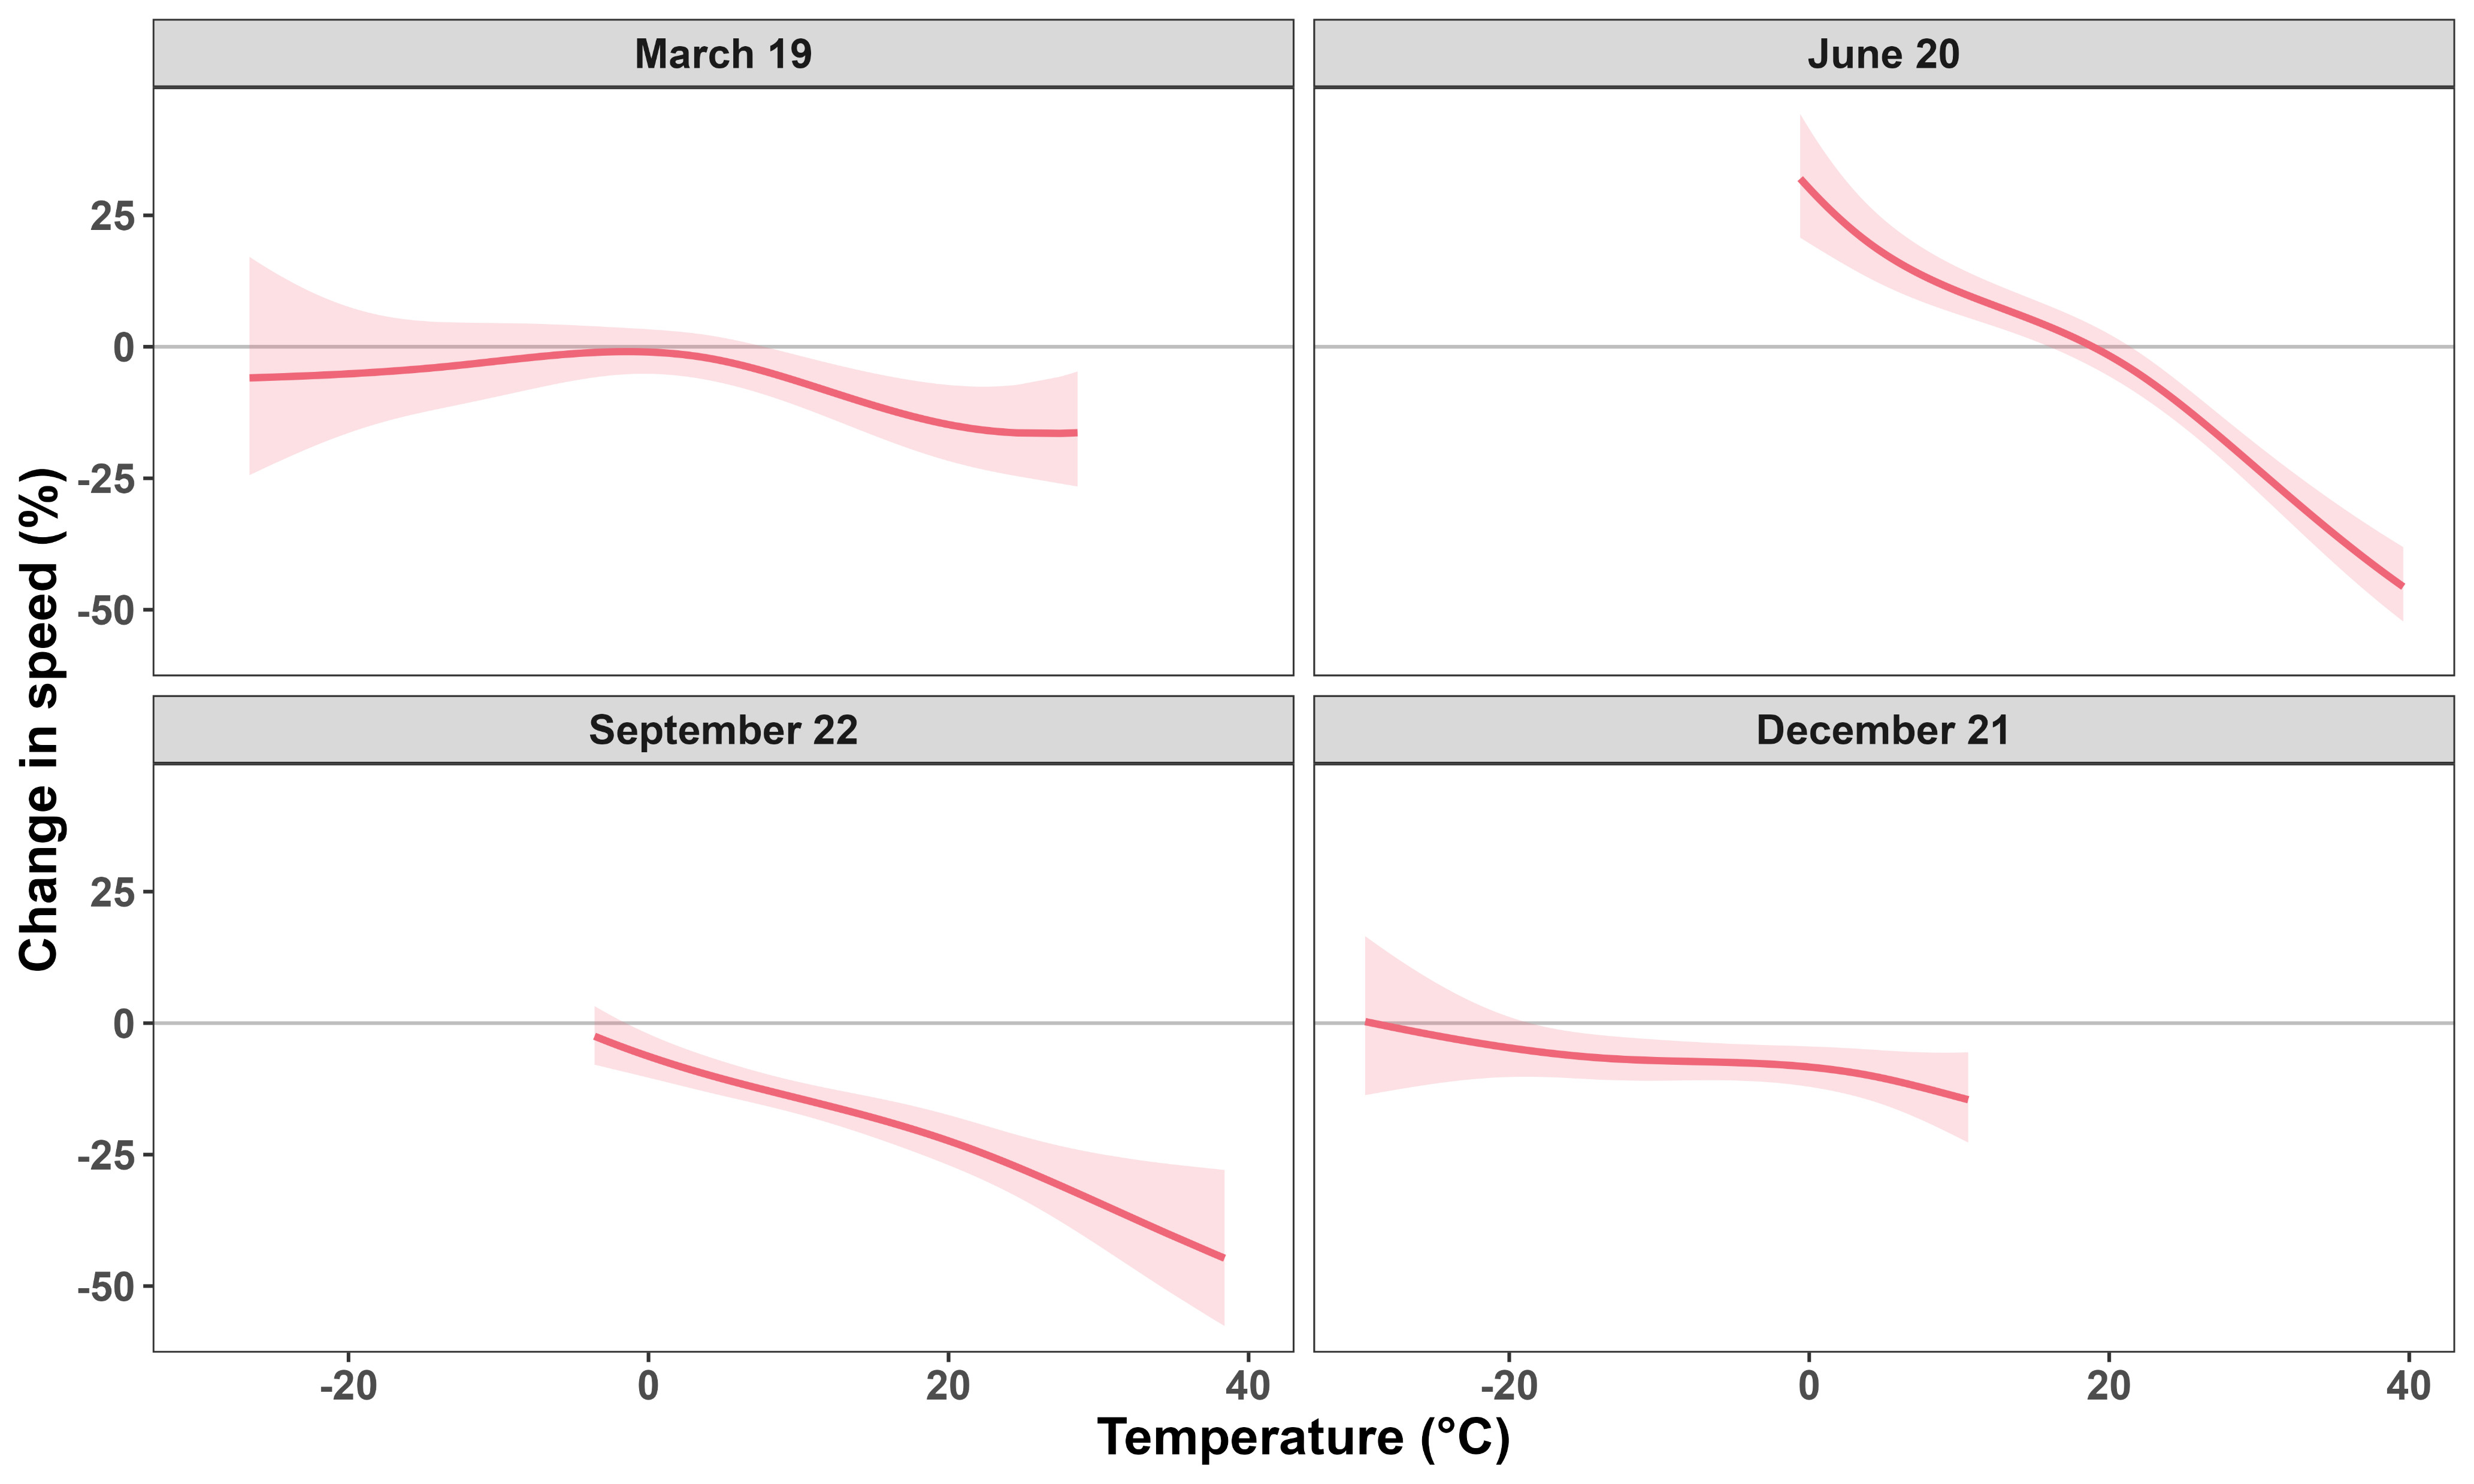 March 19
June 20
25
0
-25
-50
September 22
December 21
25
0
-25
-50
-20
0
20
40
-20
0
20
40
Temperature (°C)
Change in speed (%)